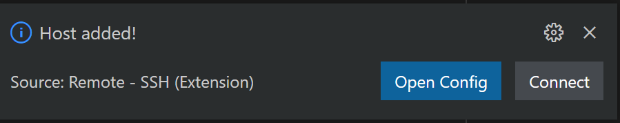 Host added!
Source: Remote - SSH (Extension)
Open Config
Connect